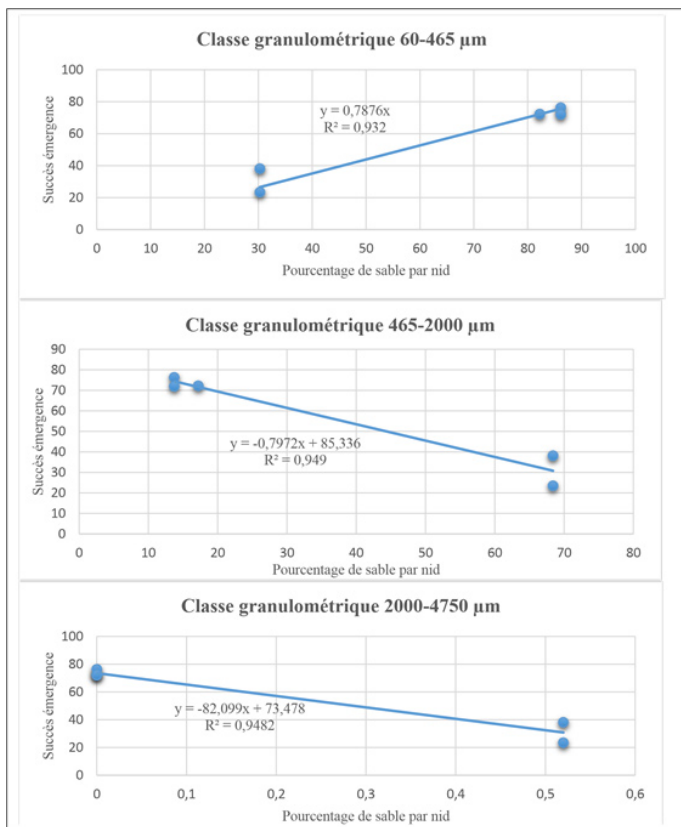 Classe granulométrique 60-465 µm
100
80
60
40
20
0
Succès émergence
y = 0,7876x
R² = 0,932
0 10 20 30 40 50 60 70 80 90 100
Pourcentage de sable par nid
Classe granulométrique 465-2000 µm
90
80
70
60
50
40
30
20
10
0
Succès émergence
y = -0,7972x + 85,336
R² = 0,949
0 10 20 30 40 50 60 70 80
Pourcentage de sable par nid
Classe granulométrique 2000-4750 µm
100
80
60
40
20
0
Succès émergence
y = -82,099x + 73,478
R² = 0,9482
0 0,1 0,2 0,3 0,4 0,5 0,6
Pourcentage de sable par nid